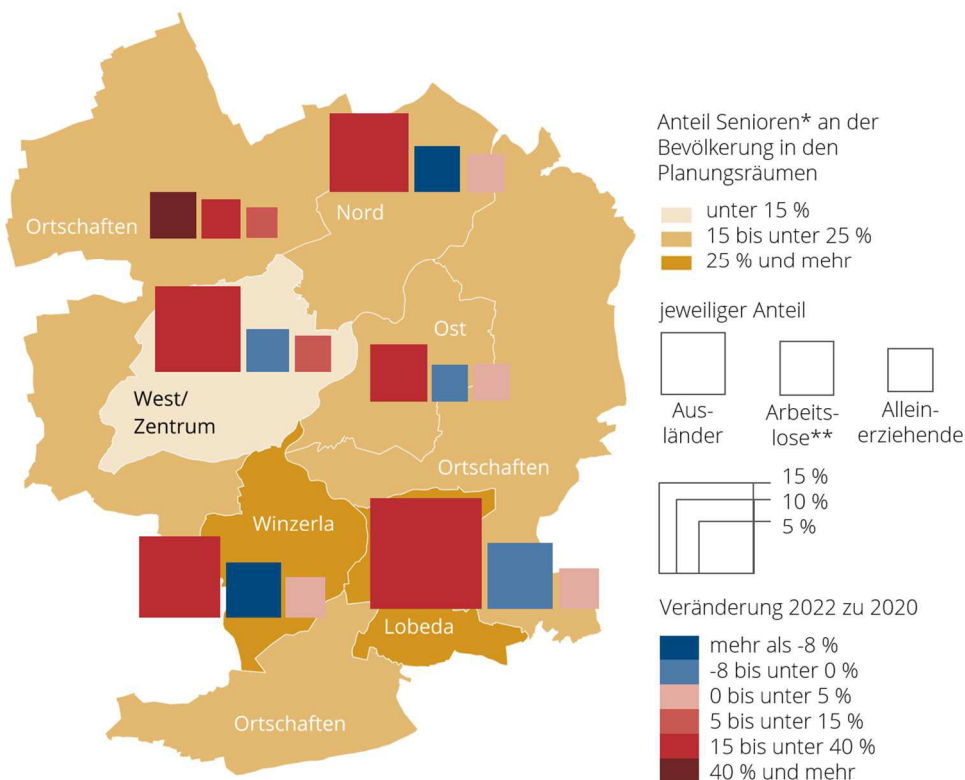 Ortschaften
Nord
Ost
West/
Zentrum
Ortschaften
Winzerla
Lobeda
Ortschaften
Anteil Senioren* an der
Bevölkerung in den
Planungsräumen
unter 15 %
15 bis unter 25 %
25 % und mehr
jeweiliger Anteil
Aus-
länder
Arbeits-
lose**
Allein-
erziehende
15 %
10 %
5 %
Veränderung 2022 zu 2020
mehr als -8 %
-8 bis unter 0 %
0 bis unter 5 %
5 bis unter 15 %
15 bis unter 40 %
40 % und mehr